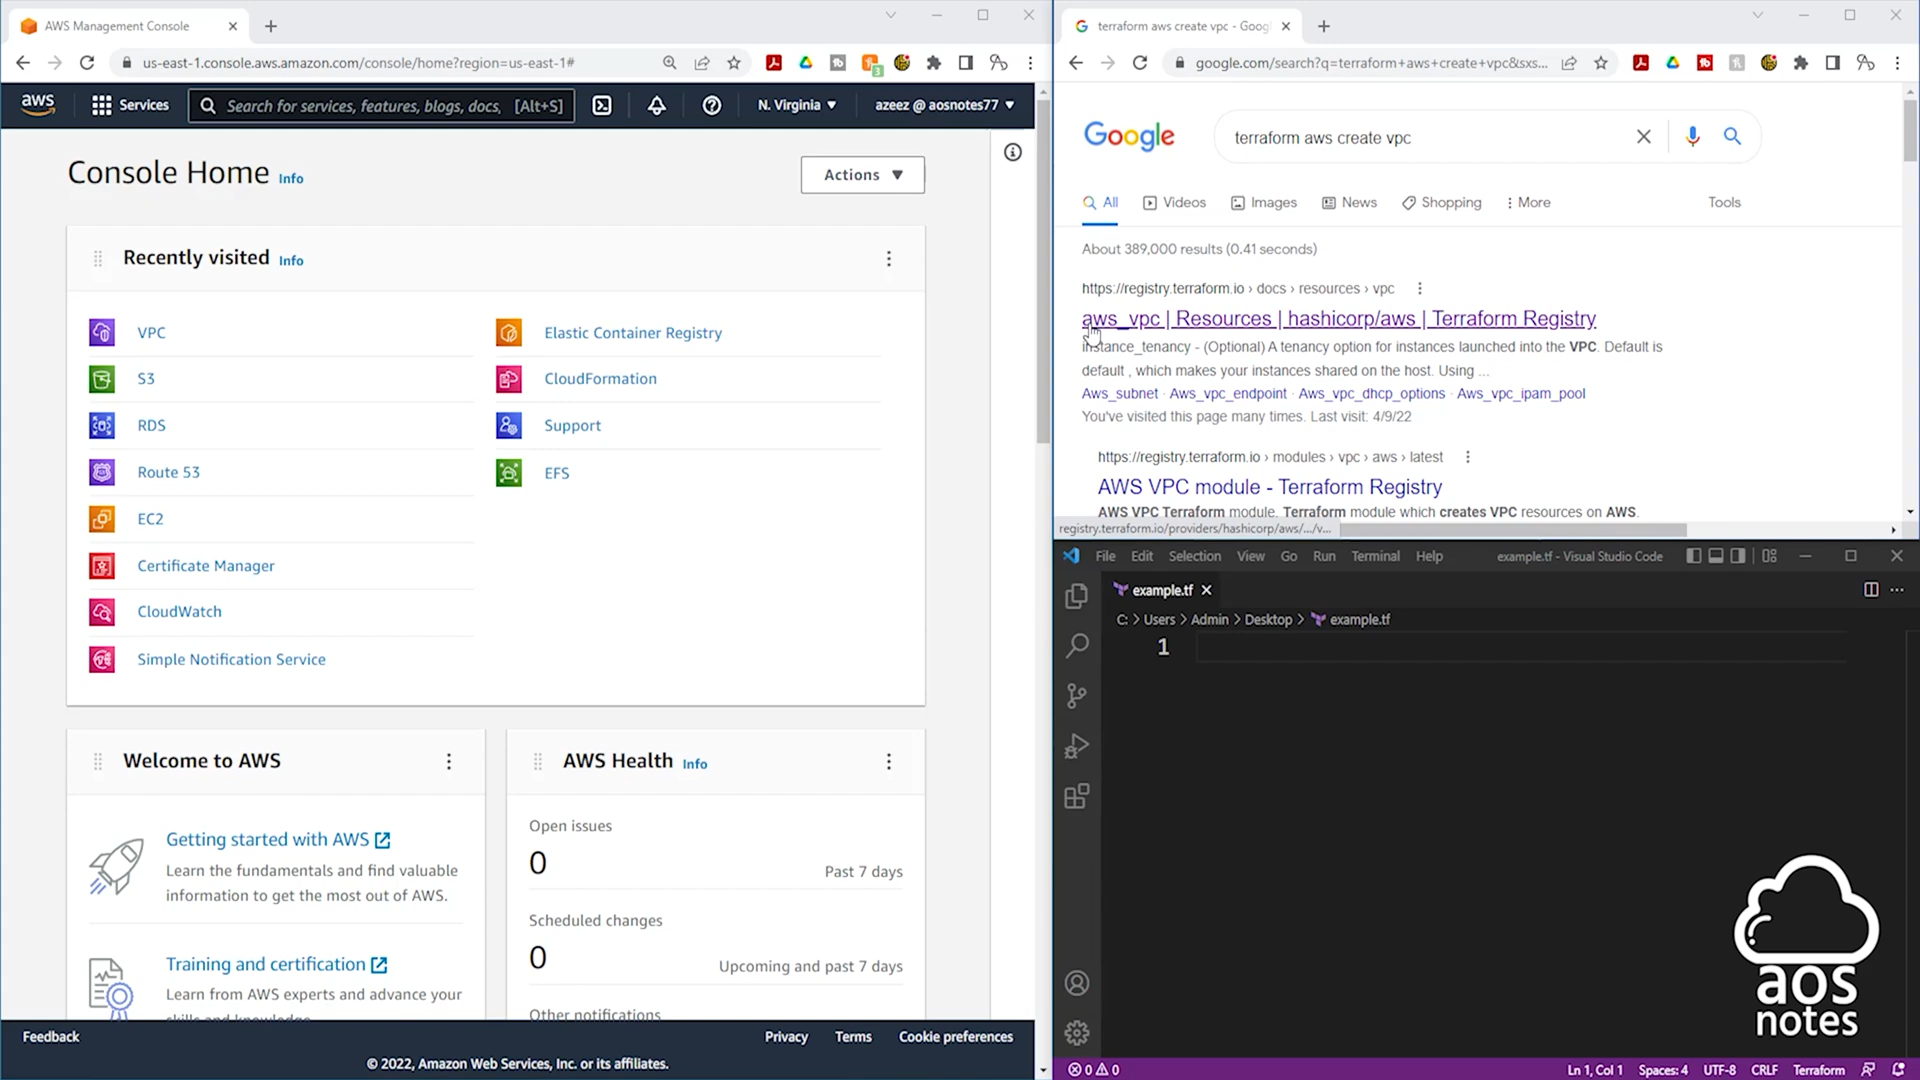 AWS Management Console
us-east-1.console.aws.amazon.com/console/home?region=us-east-1#
3
aws
Services
Search for services, features, blogs, docs, [Alt+S]
N. Virginia ▼
azeez @ aosnotes77 ▼
Console Home Info
Actions ▼
Recently visited Info
VPC
S3
RDS
Route 53
EC2
Certificate Manager
CloudWatch
Simple Notification Service
Elastic Container Registry
CloudFormation
Support
EFS
Welcome to AWS
Getting started with AWS
Learn the fundamentals and find valuable
information to get the most out of AWS.
Training and certification
Learn from AWS experts and advance your
skills and knowledge.
AWS Health Info
Open issues
0
Past 7 days
Scheduled changes
0
Upcoming and past 7 days
Other notifications
Feedback
Privacy
Terms
Cookie preferences
© 2022, Amazon Web Services, Inc. or its affiliates.
terraform aws create vpc - Goog
google.com/search?q=terraform+aws+create+vpc&sxs...
Google
terraform aws create vpc
All
Videos
Images
News
Shopping
More
Tools
About 389,000 results (0.41 seconds)
https://registry.terraform.io › docs › resources › vpc
aws_vpc | Resources | hashicorp/aws | Terraform Registry
instance_tenancy - (Optional) A tenancy option for instances launched into the VPC. Default is
default , which makes your instances shared on the host. Using ...
Aws_subnet · Aws_vpc_endpoint · Aws_vpc_dhcp_options · Aws_vpc_ipam_pool
You've visited this page many times. Last visit: 4/9/22
https://registry.terraform.io › modules › vpc › aws › latest
AWS VPC module - Terraform Registry
AWS VPC Terraform module. Terraform module which creates VPC resources on AWS.
registry.terraform.io/providers/hashicorp/aws/.../v...
File Edit Selection View Go Run Terminal Help
example.tf - Visual Studio Code
example.tf
C: > Users > Admin > Desktop > example.tf
1
aos
notes
0 0
Ln 1, Col 1
Spaces: 4
UTF-8
CRLF
Terraform